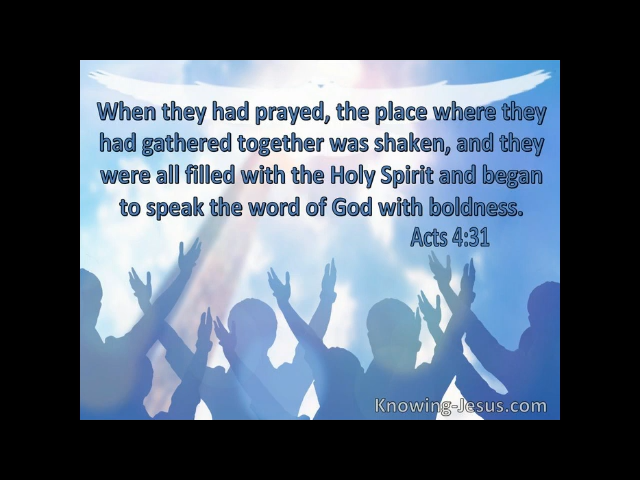 When they had prayed, the place where they
had gathered together was shaken, and they
were all filled with the Holy Spirit and began
to speak the word of God with boldness.
Acts 4:31
Knowing-Jesus.com